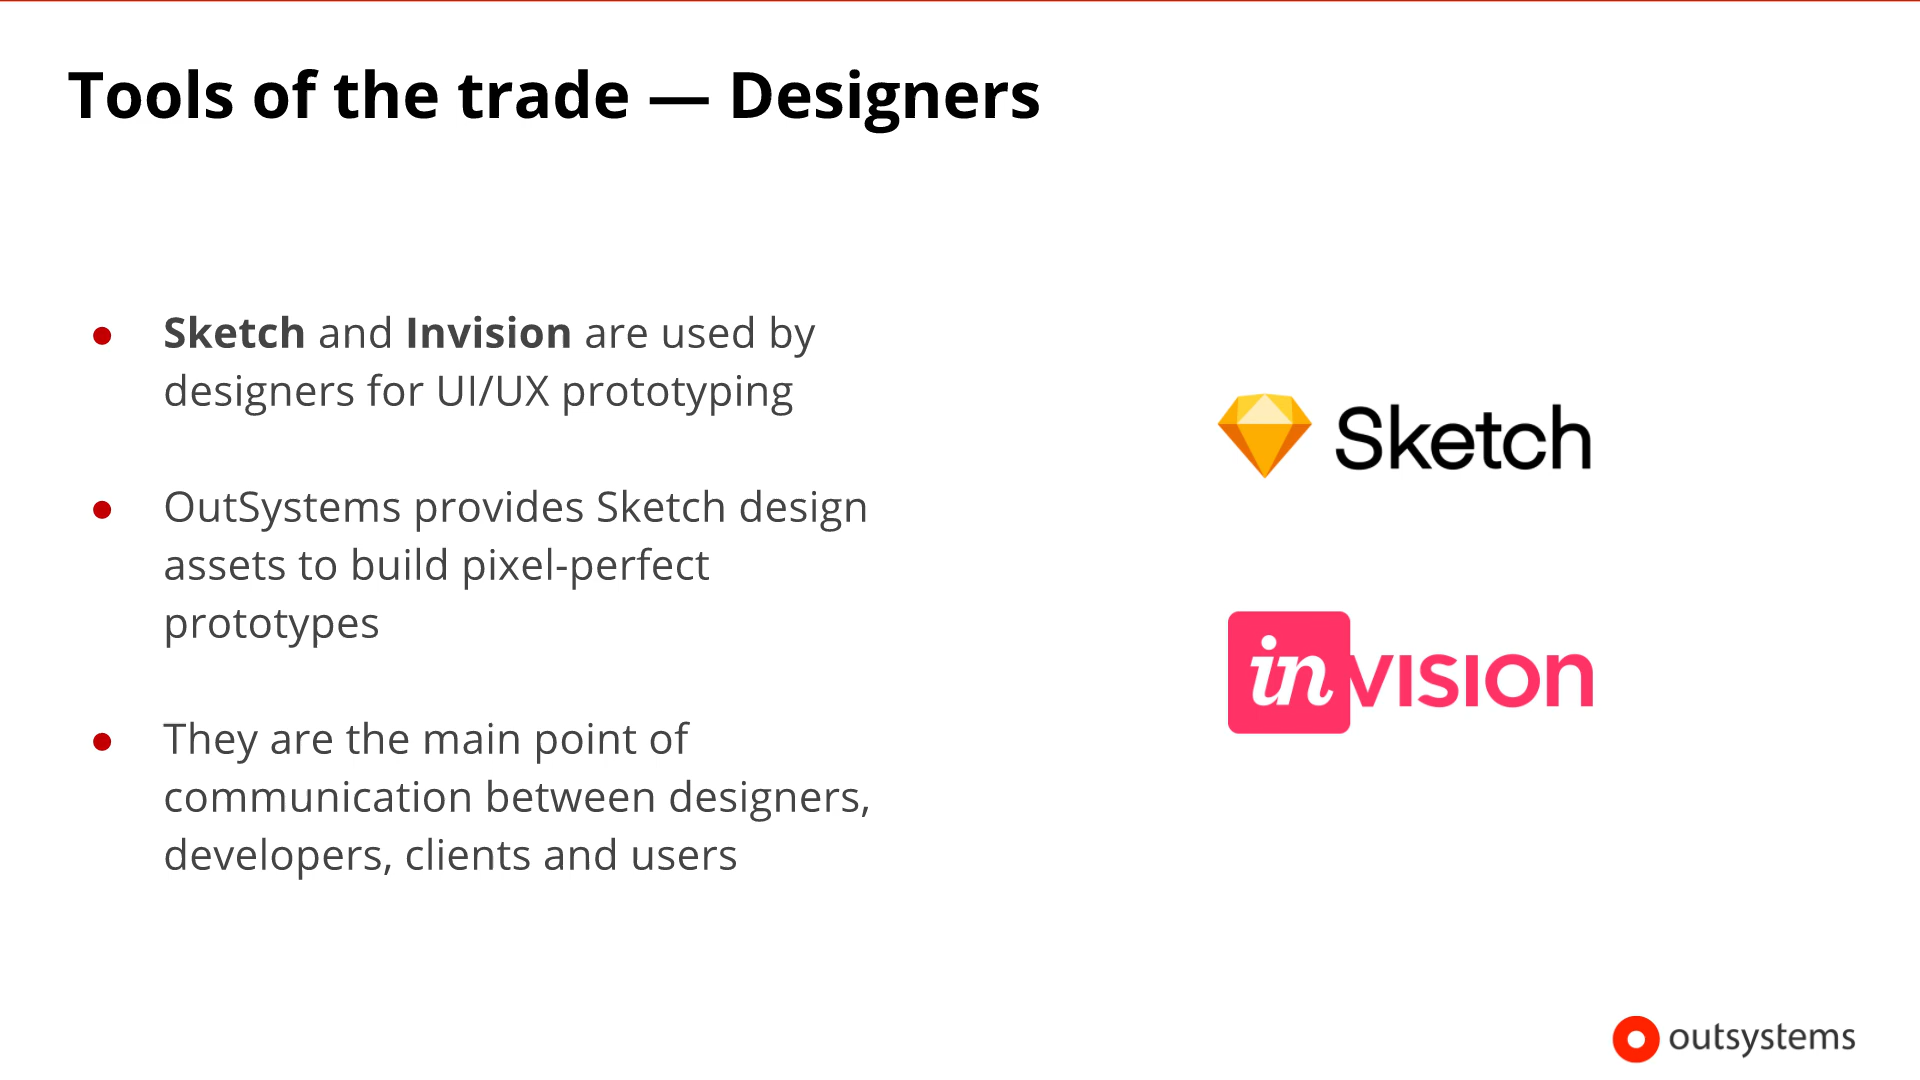 Tools of the trade — Designers
Sketch and Invision are used by
designers for UI/UX prototyping
OutSystems provides Sketch design
assets to build pixel-perfect
prototypes
They are the main point of
communication between designers,
developers, clients and users
Sketch
invision
outsystems